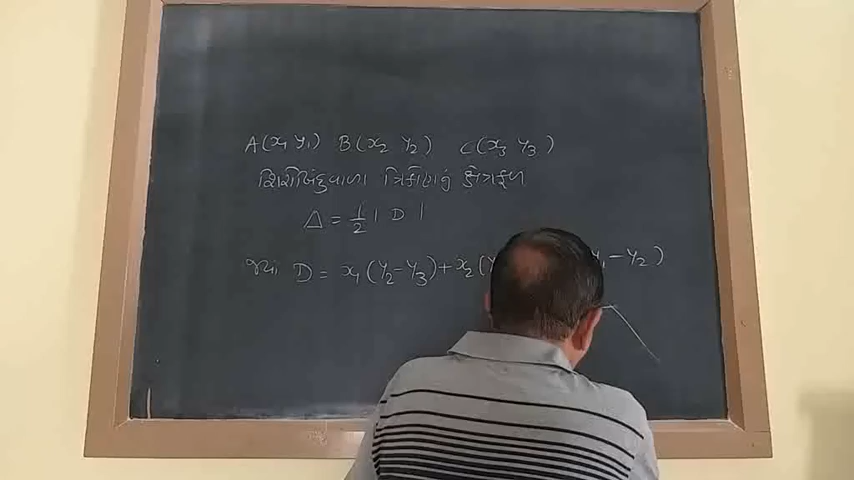 A(x₁ y₁) B(x₂ y₂) C(x₃ y₃)
શિરોબિંદુવાળા ત્રિકોણનું ક્ષેત્રફળ
Δ = 1/2 | D |
જ્યાં D = x₁(y₂-y₃)+x₂(y y₁-y₂)